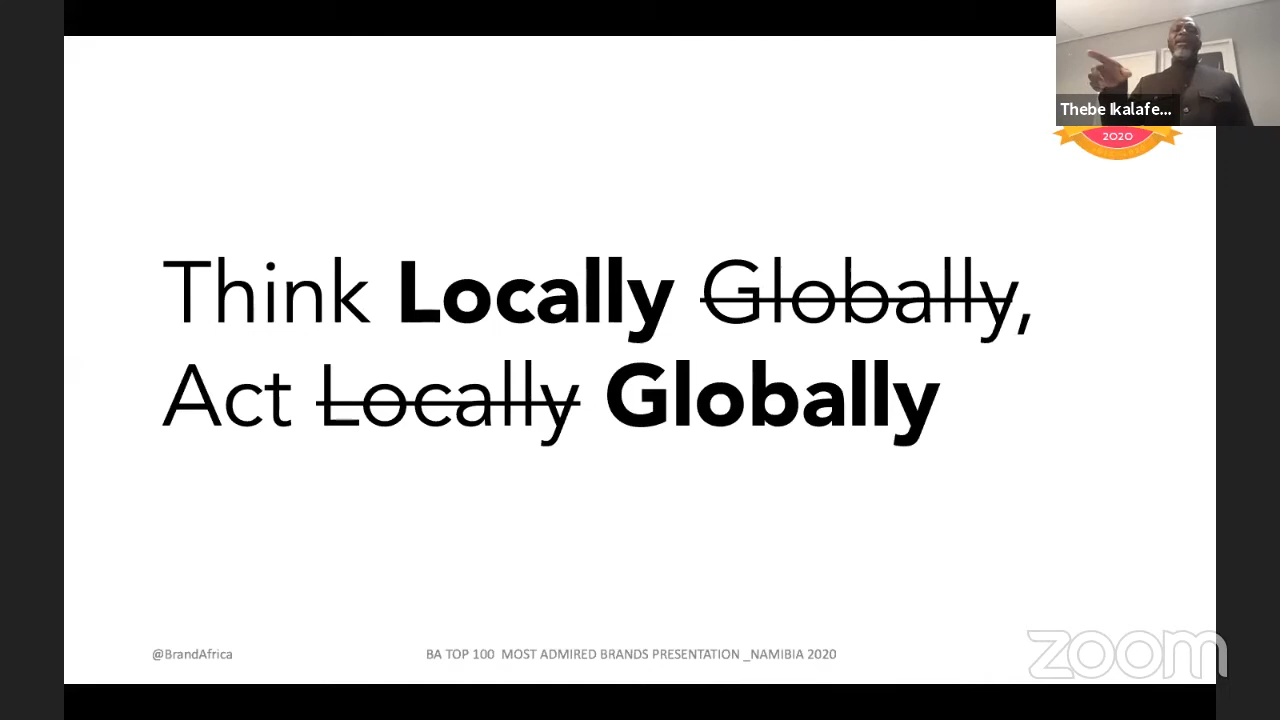 Thebe Ikalafe...
2020
Think Locally Globally,
Act Locally Globally
@BrandAfrica
BA TOP 100 MOST ADMIRED BRANDS PRESENTATION _NAMIBIA 2020
zoom